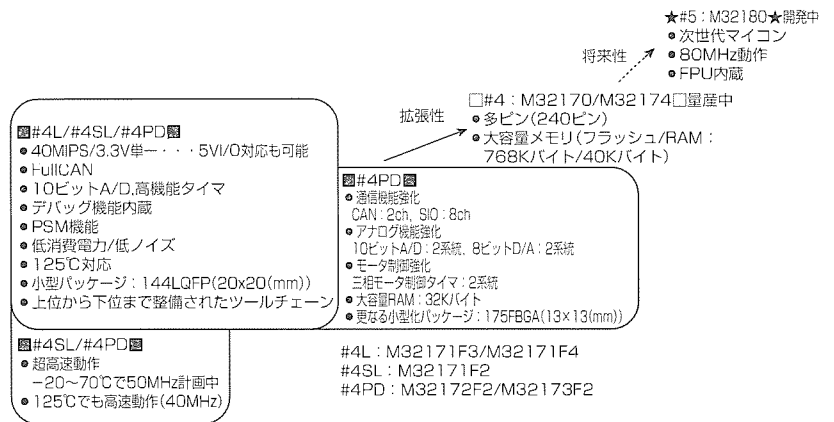 ★#5：M32180★開発中
●次世代マイコン
●80MHz動作
●FPU内蔵
将来性
□#4：M32170/M32174□量産中
●多ピン(240ピン)
●大容量メモリ(フラッシュ/RAM：
768Kバイト/40Kバイト)
拡張性
#4L/#4SL/#4PD
●40MIPS/3.3V単一・・・5VI/O対応も可能
●FullCAN
●10ビットA/D,高機能タイマ
●デバッグ機能内蔵
●PSM機能
●低消費電力/低ノイズ
●125℃対応
●小型パッケージ：144LQFP(20x20(mm))
●上位から下位まで整備されたツールチェーン
#4PD
●通信機能強化
CAN：2ch, SIO：8ch
●アナログ機能強化
10ビットA/D：2系統, 8ビットD/A：2系統
●モータ制御強化
三相モータ制御タイマ：2系統
●大容量RAM：32Kバイト
●更なる小型化パッケージ：175FBGA(13×13(mm))
#4SL/#4PD
●超高速動作
−20〜70℃で50MHz計画中
●125℃でも高速動作(40MHz)
#4L：M32171F3/M32171F4
#4SL：M32171F2
#4PD：M32172F2/M32173F2